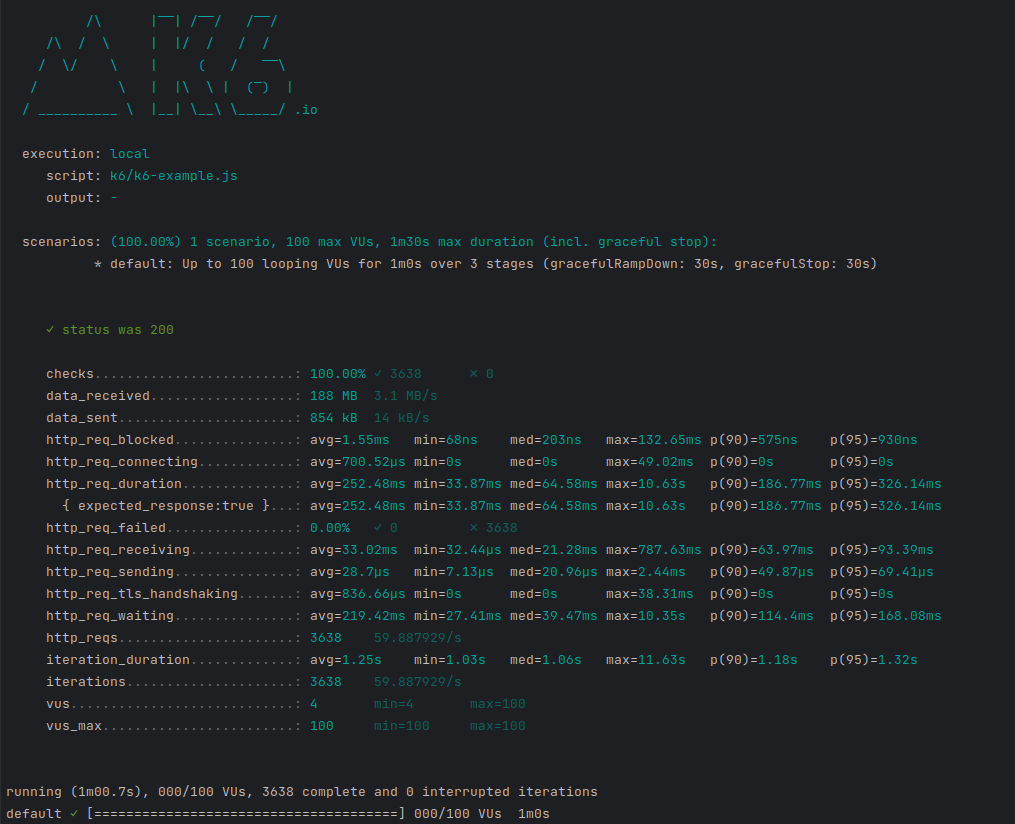 /\      |‾‾| /‾‾/   /‾‾/
     /\  /  \     |  |/  /   /  /
    /  \/    \    |     (   /   ‾‾\
   /          \   |  |\  \ |  (‾)  |
  / __________ \  |__| \__\ \_____/ .io
  execution: local
     script: k6/k6-example.js
     output: -
  scenarios: (100.00%) 1 scenario, 100 max VUs, 1m30s max duration (incl. graceful stop):
           * default: Up to 100 looping VUs for 1m0s over 3 stages (gracefulRampDown: 30s, gracefulStop: 30s)
     ✓ status was 200
     checks.........................: 100.00% ✓ 3638      ✗ 0
     data_received..................: 188 MB  3.1 MB/s
     data_sent......................: 854 kB  14 kB/s
     http_req_blocked...............: avg=1.55ms   min=68ns    med=203ns   max=132.65ms p(90)=575ns    p(95)=930ns
     http_req_connecting............: avg=700.52µs min=0s      med=0s      max=49.02ms  p(90)=0s       p(95)=0s
     http_req_duration..............: avg=252.48ms min=33.87ms med=64.58ms max=10.63s   p(90)=186.77ms p(95)=326.14ms
       { expected_response:true }...: avg=252.48ms min=33.87ms med=64.58ms max=10.63s   p(90)=186.77ms p(95)=326.14ms
     http_req_failed................: 0.00%   ✓ 0         ✗ 3638
     http_req_receiving.............: avg=33.02ms  min=32.44µs med=21.28ms max=787.63ms p(90)=63.97ms  p(95)=93.39ms
     http_req_sending...............: avg=28.7µs   min=7.13µs  med=20.96µs max=2.44ms   p(90)=49.87µs  p(95)=69.41µs
     http_req_tls_handshaking.......: avg=836.66µs min=0s      med=0s      max=38.31ms  p(90)=0s       p(95)=0s
     http_req_waiting...............: avg=219.42ms min=27.41ms med=39.47ms max=10.35s   p(90)=114.4ms  p(95)=168.08ms
     http_reqs......................: 3638    59.887929/s
     iteration_duration.............: avg=1.25s    min=1.03s   med=1.06s   max=11.63s   p(90)=1.18s    p(95)=1.32s
     iterations.....................: 3638    59.887929/s
     vus............................: 4       min=4       max=100
     vus_max........................: 100     min=100     max=100
running (1m00.7s), 000/100 VUs, 3638 complete and 0 interrupted iterations
default ✓ [======================================] 000/100 VUs  1m0s